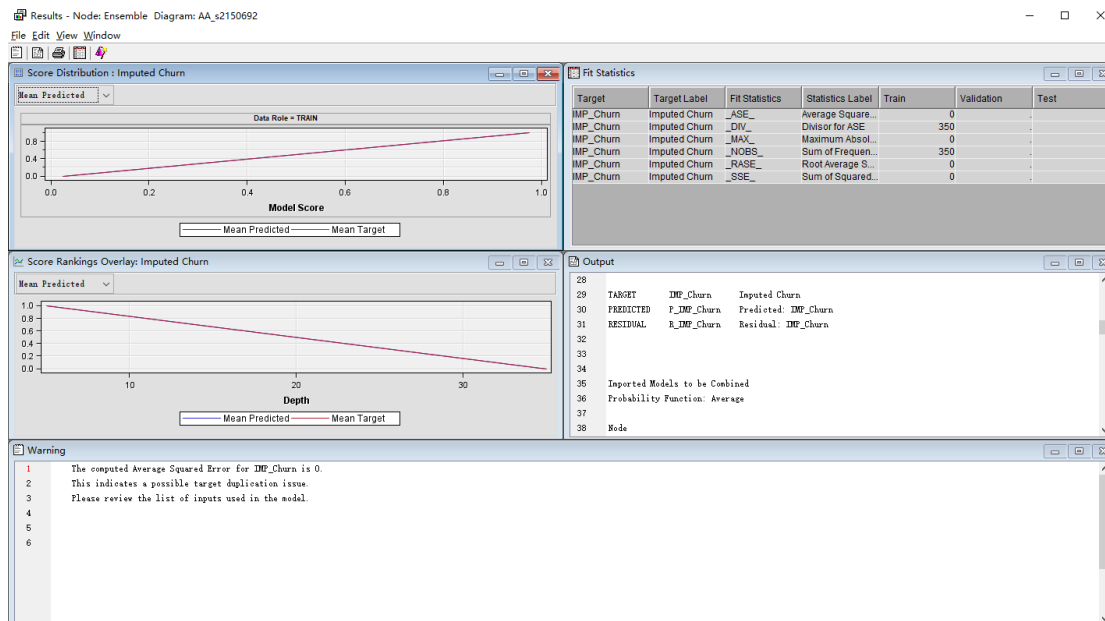 Results - Node: Ensemble Diagram: AA_s2150692
File Edit View Window
Score Distribution : Imputed Churn
Mean Predicted
Data Role = TRAIN
0.8
0.4
0.0
0.0 0.2 0.4 0.6 0.8 1.0
Model Score
Mean Predicted Mean Target
Fit Statistics
Target Target Label Fit Statistics Statistics Label Train Validation Test
IMP_Churn Imputed Churn _ASE_ Average Square... 0 .
IMP_Churn Imputed Churn _DIV_ Divisor for ASE 350 .
IMP_Churn Imputed Churn _MAX_ Maximum Absol... 0 .
IMP_Churn Imputed Churn _NOBS_ Sum of Frequen... 350 .
IMP_Churn Imputed Churn _RASE_ Root Average S... 0 .
IMP_Churn Imputed Churn _SSE_ Sum of Squared... 0 .
Score Rankings Overlay: Imputed Churn
Mean Predicted
1.0
0.8
0.6
0.4
0.2
0.0
10 20 30
Depth
Mean Predicted Mean Target
Output
28
29 TARGET IMP_Churn Imputed Churn
30 PREDICTED P_IMP_Churn Predicted: IMP_Churn
31 RESIDUAL R_IMP_Churn Residual: IMP_Churn
32
33
34
35 Imported Models to be Combined
36 Probability Function: Average
37
38 Node
Warning
1 The computed Average Squared Error for IMP_Churn is 0.
2 This indicates a possible target duplication issue.
3 Please review the list of inputs used in the model.
4
5
6